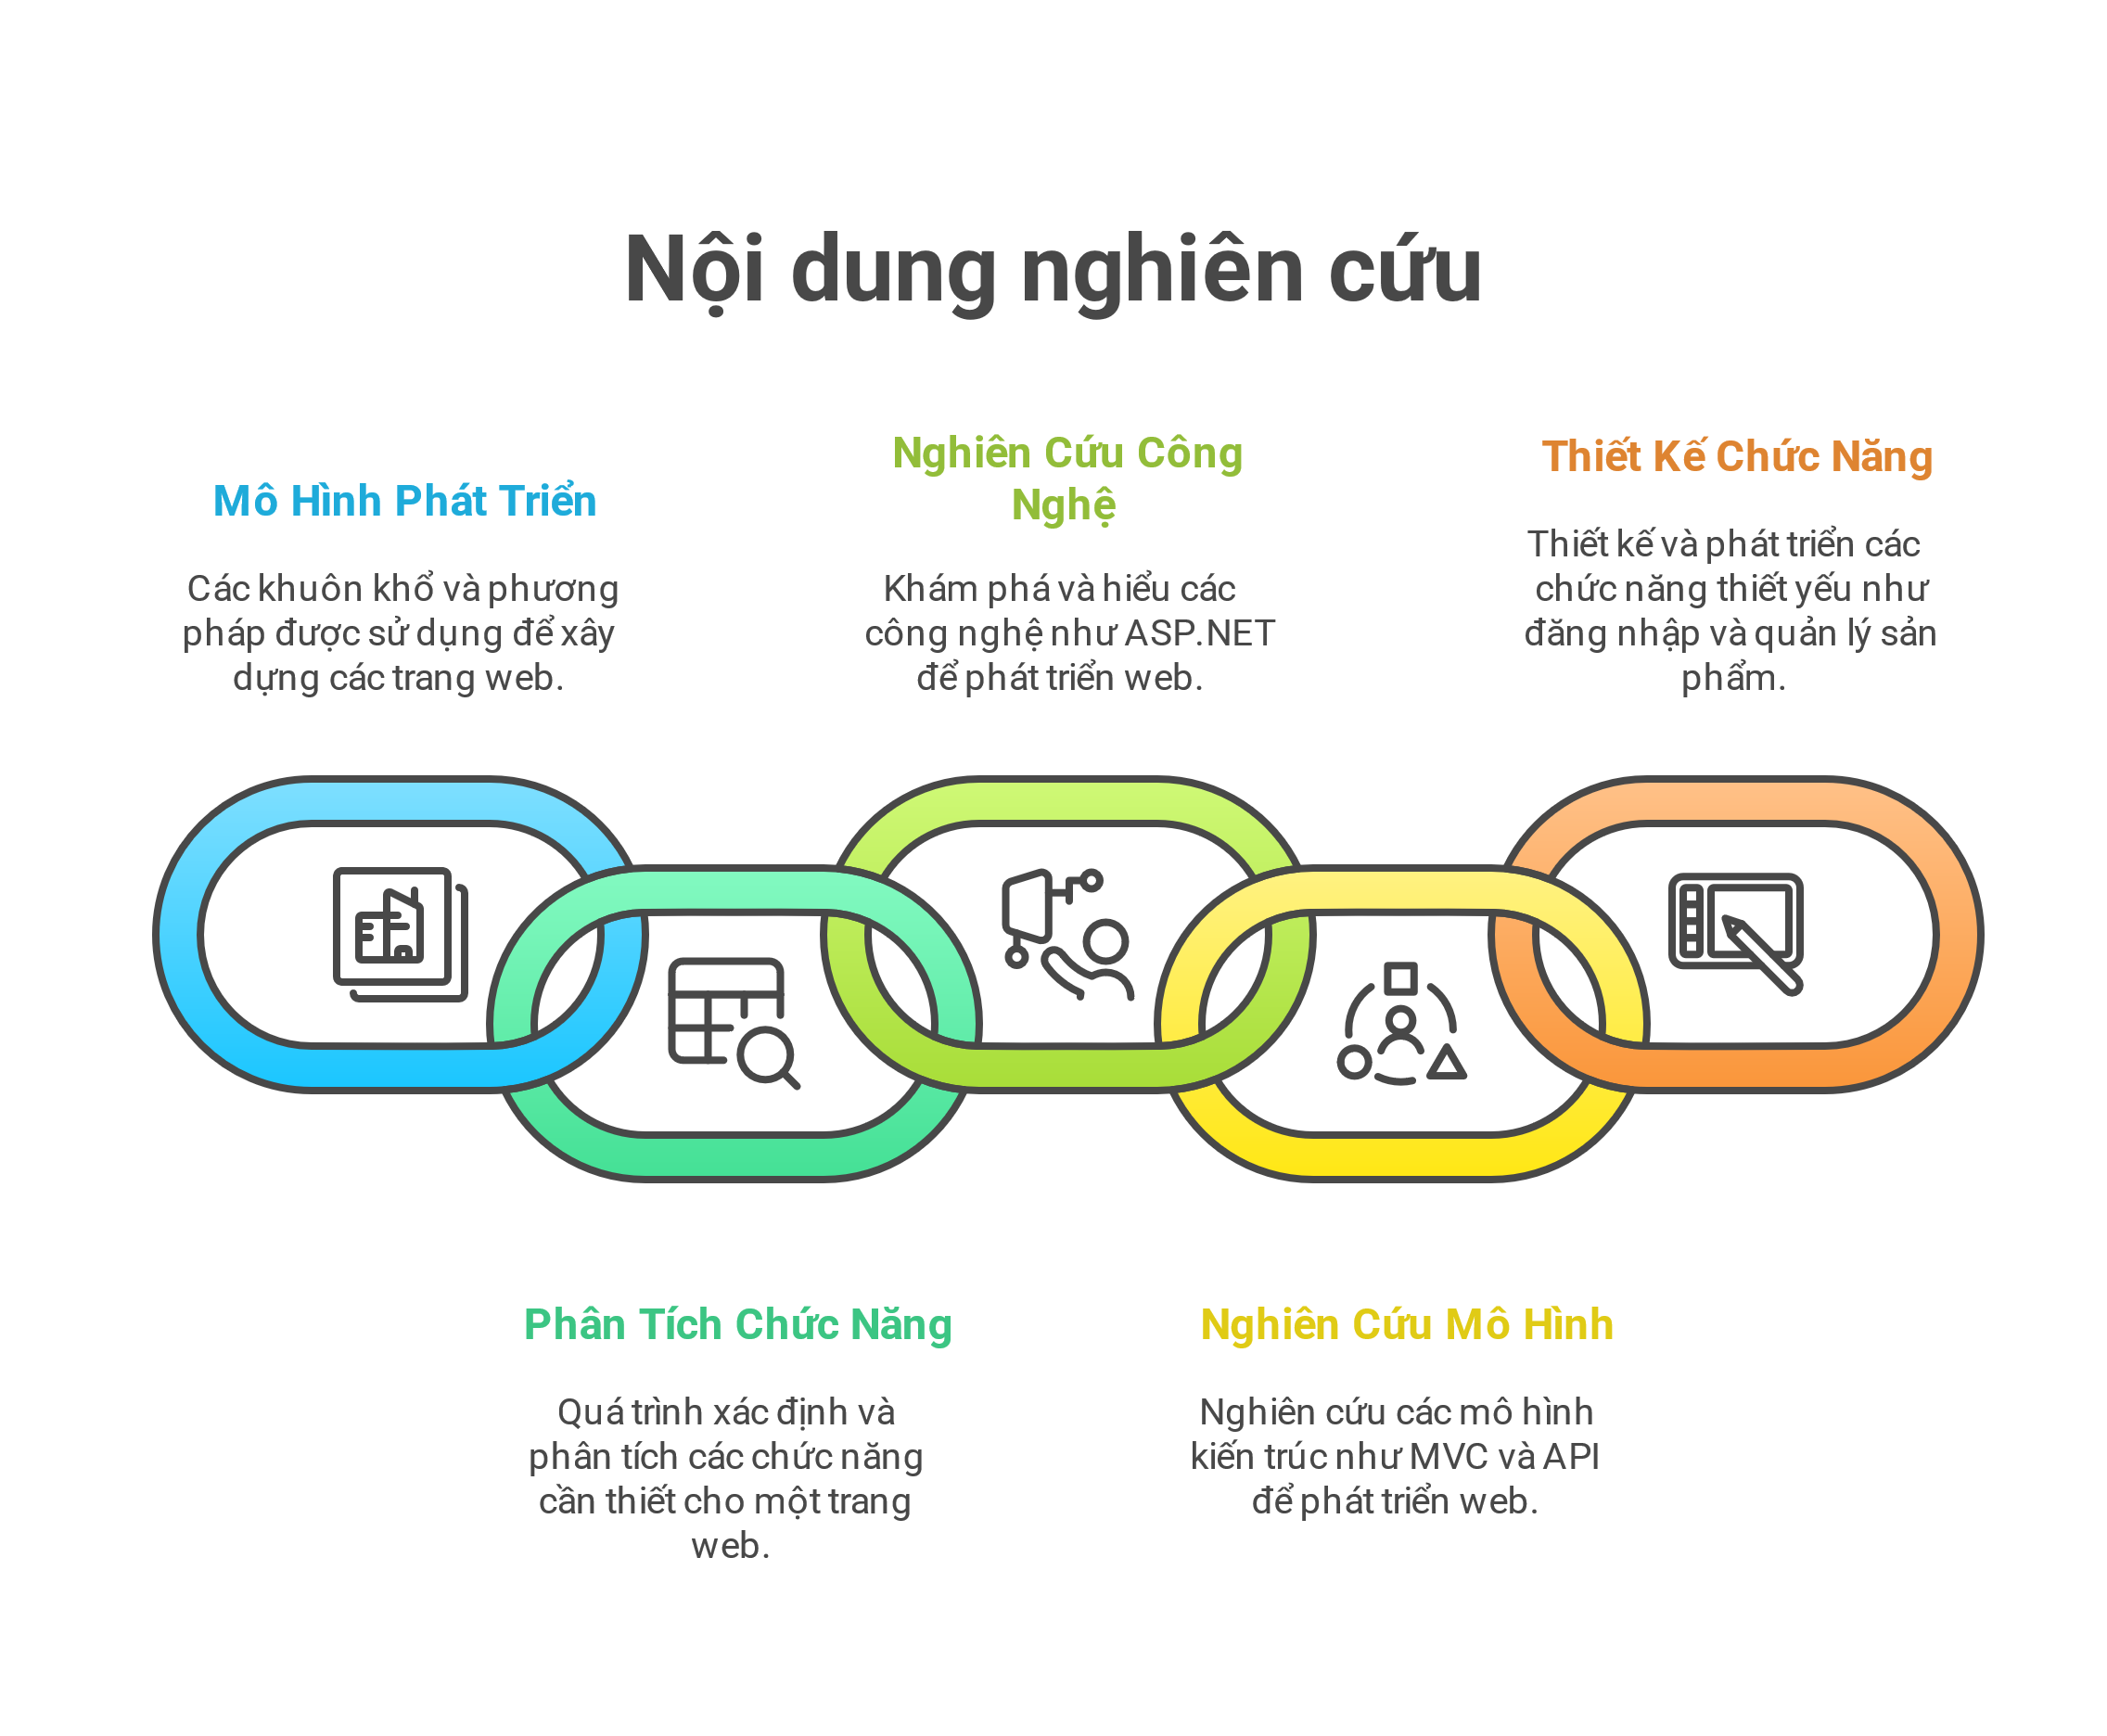 Nội dung nghiên cứu
Mô Hình Phát Triển
Các khuôn khổ và phương
pháp được sử dụng để xây
dựng các trang web.
Nghiên Cứu Công
Nghệ
Khám phá và hiểu các
công nghệ như ASP.NET
để phát triển web.
Thiết Kế Chức Năng
Thiết kế và phát triển các
chức năng thiết yếu như
đăng nhập và quản lý sản
phẩm.
Phân Tích Chức Năng
Quá trình xác định và
phân tích các chức năng
cần thiết cho một trang
web.
Nghiên Cứu Mô Hình
Nghiên cứu các mô hình
kiến trúc như MVC và API
để phát triển web.